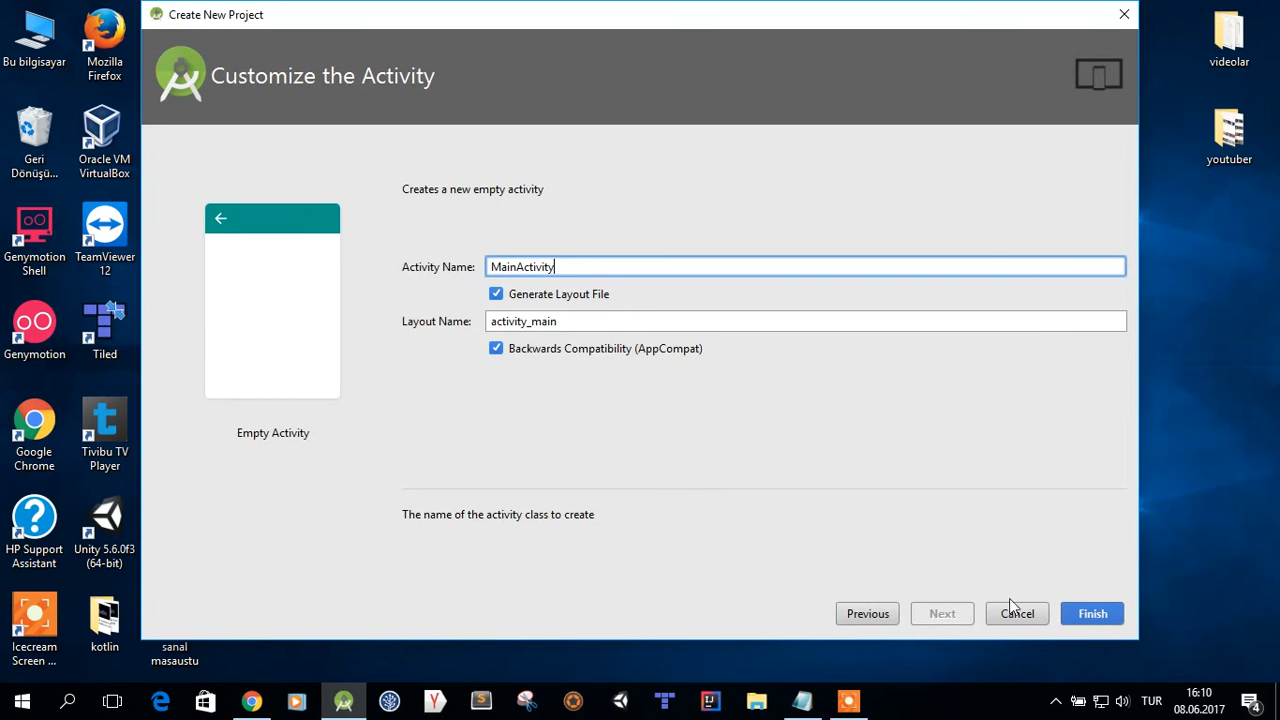 Create New Project
Customize the Activity
Creates a new empty activity
Activity Name:
MainActivity
Generate Layout File
Layout Name:
activity_main
Backwards Compatibility (AppCompat)
Empty Activity
The name of the activity class to create
Previous
Next
Cancel
Finish
Bu bilgisayar
Mozilla
Firefox
Geri
Dönüşü...
Oracle VM
VirtualBox
Genymotion
Shell
TeamViewer
12
Genymotion
Tiled
Google
Chrome
Tivibu TV
Player
HP Support
Assistant
Unity 5.6.0f3
(64-bit)
Icecream
Screen ...
kotlin
sanal
masaustu
videolar
youtuber
TUR
16:10
08.06.2017
4